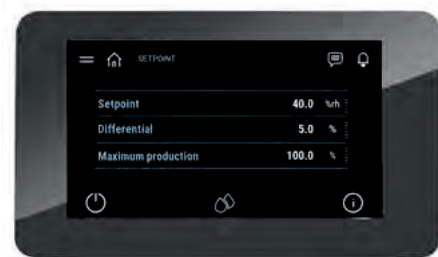 SETPOINT
Setpoint 40.0 %rh
Differential 5.0 %
Maximum production 100.0 %